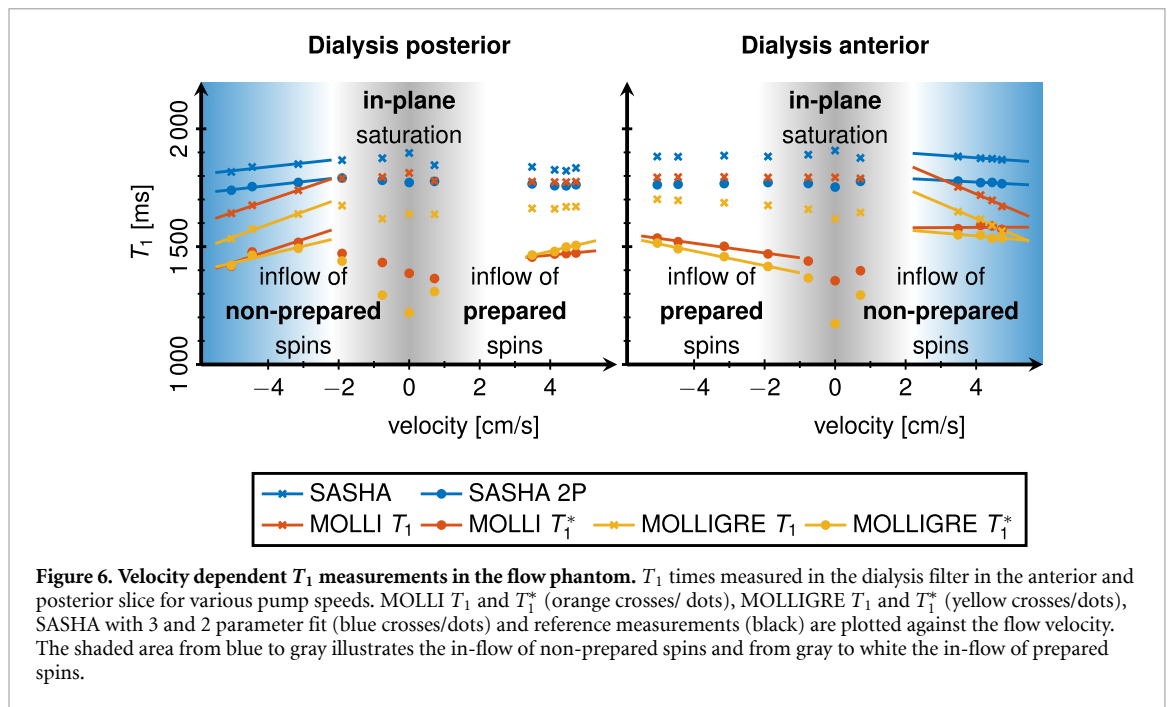 Dialysis posterior
Dialysis anterior
in-plane
saturation
in-plane
saturation
2 000
1 500
1 000
T1 [ms]
inflow of
non-prepared
spins
inflow of
prepared
spins
inflow of
prepared
spins
inflow of
non-prepared
spins
−4 −2 0 2 4
−4 −2 0 2 4
velocity [cm/s]
velocity [cm/s]
SASHA SASHA 2P
MOLLI T1 MOLLI T1* MOLLIGRE T1 MOLLIGRE T1*
Figure 6. Velocity dependent T1 measurements in the flow phantom. T1 times measured in the dialysis filter in the anterior and
posterior slice for various pump speeds. MOLLI T1 and T1* (orange crosses/ dots), MOLLIGRE T1 and T1* (yellow crosses/dots),
SASHA with 3 and 2 parameter fit (blue crosses/dots) and reference measurements (black) are plotted against the flow velocity.
The shaded area from blue to gray illustrates the in-flow of non-prepared spins and from gray to white the in-flow of prepared
spins.